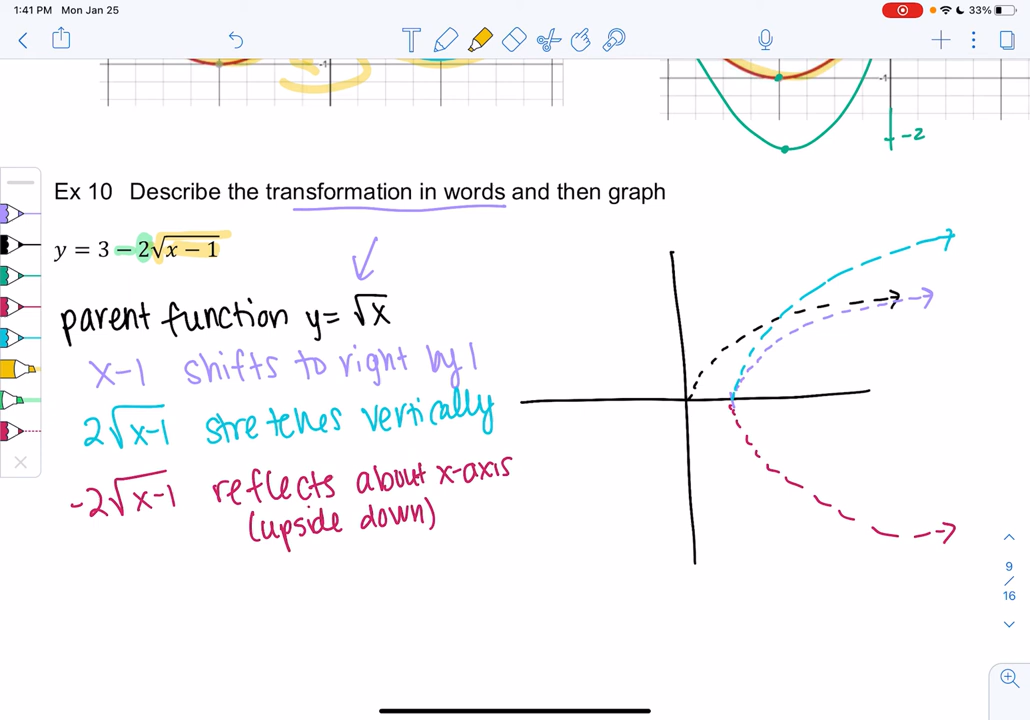 1:41 PM Mon Jan 25
33%
T
-1
-1
-2
Ex 10 Describe the transformation in words and then graph
y = 3 − 2√x − 1
parent function y= √x
x-1 shifts to right by 1
2√x-1 stretches vertically
-2√x-1 reflects about x-axis
(upside down)
9
/
16